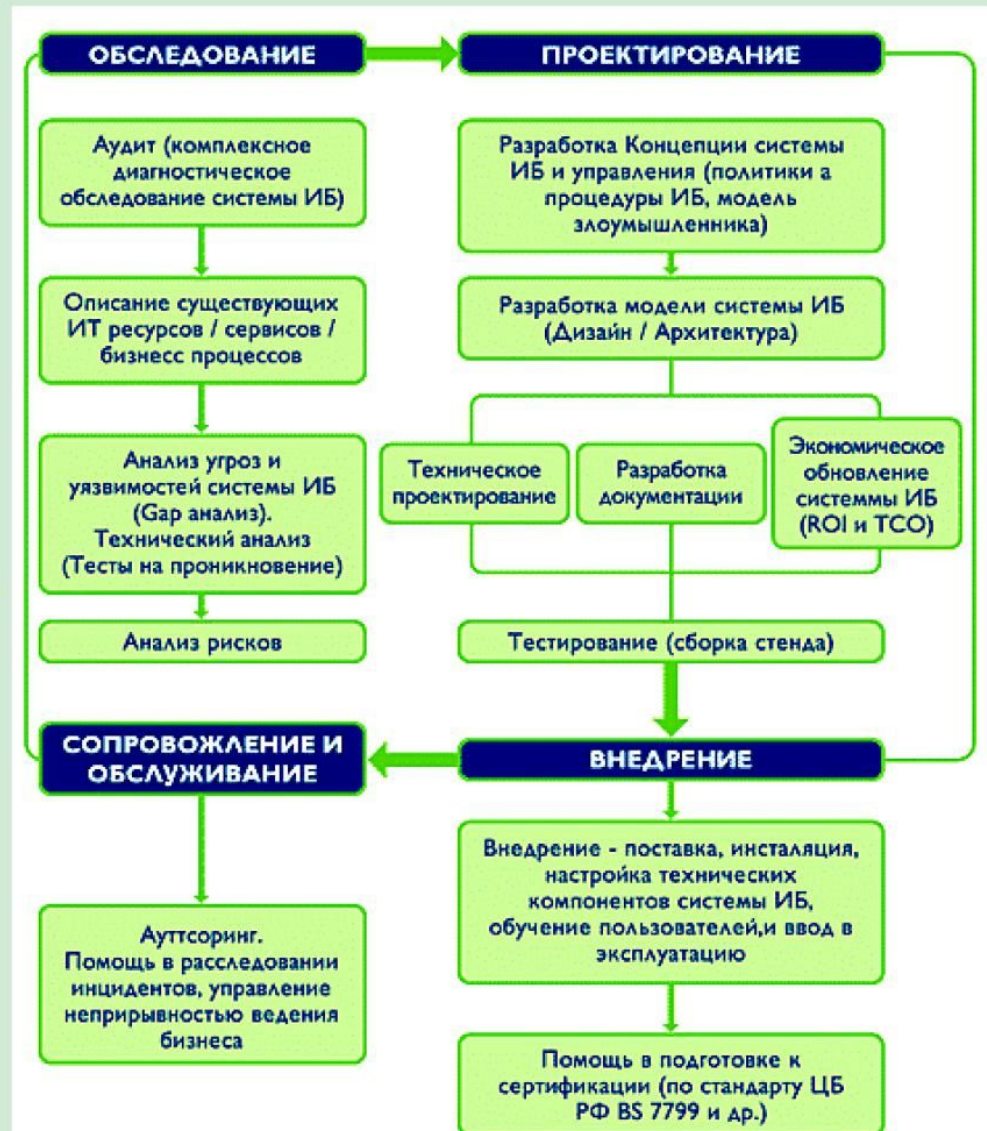 ОБСЛЕДОВАНИЕ
Аудит (комплексное
диагностическое
обследование системы ИБ)
Описание существующих
ИТ ресурсов / сервисов /
бизнесс процессов
Анализ угроз и
уязвимостей системы ИБ
(Gap анализ).
Технический анализ
(Тесты на проникновение)
Анализ рисков
ПРОЕКТИРОВАНИЕ
Разработка Концепции системы
ИБ и управления (политики а
процедуры ИБ, модель
злоумышленника)
Разработка модели системы ИБ
(Дизайн / Архитектура)
Техническое
проектирование
Разработка
документации
Экономическое
обновление
системмы ИБ
(ROI и TCO)
Тестирование (сборка стенда)
ВНЕДРЕНИЕ
Внедрение - поставка, инсталяция,
настройка технических
компонентов системы ИБ,
обучение пользователей,и ввод в
эксплуатацию
Помощь в подготовке к
сертификации (по стандарту ЦБ
РФ BS 7799 и др.)
СОПРОВОЖЛЕНИЕ И
ОБСЛУЖИВАНИЕ
Ауттсоринг.
Помощь в расследовании
инцидентов, управление
неприрывностью ведения
бизнеса